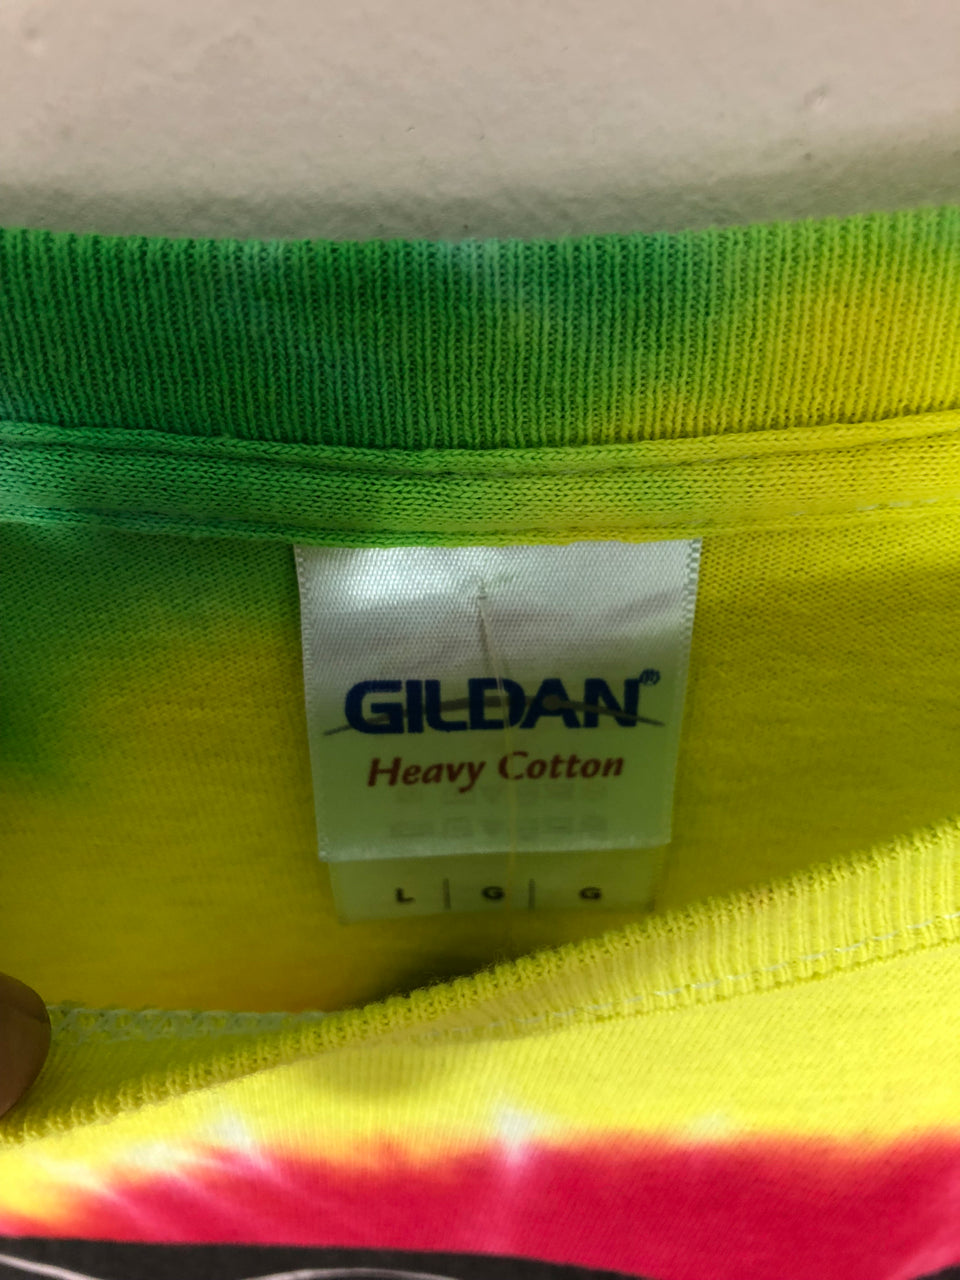 GILDAN®
Heavy Cotton
L | G | G